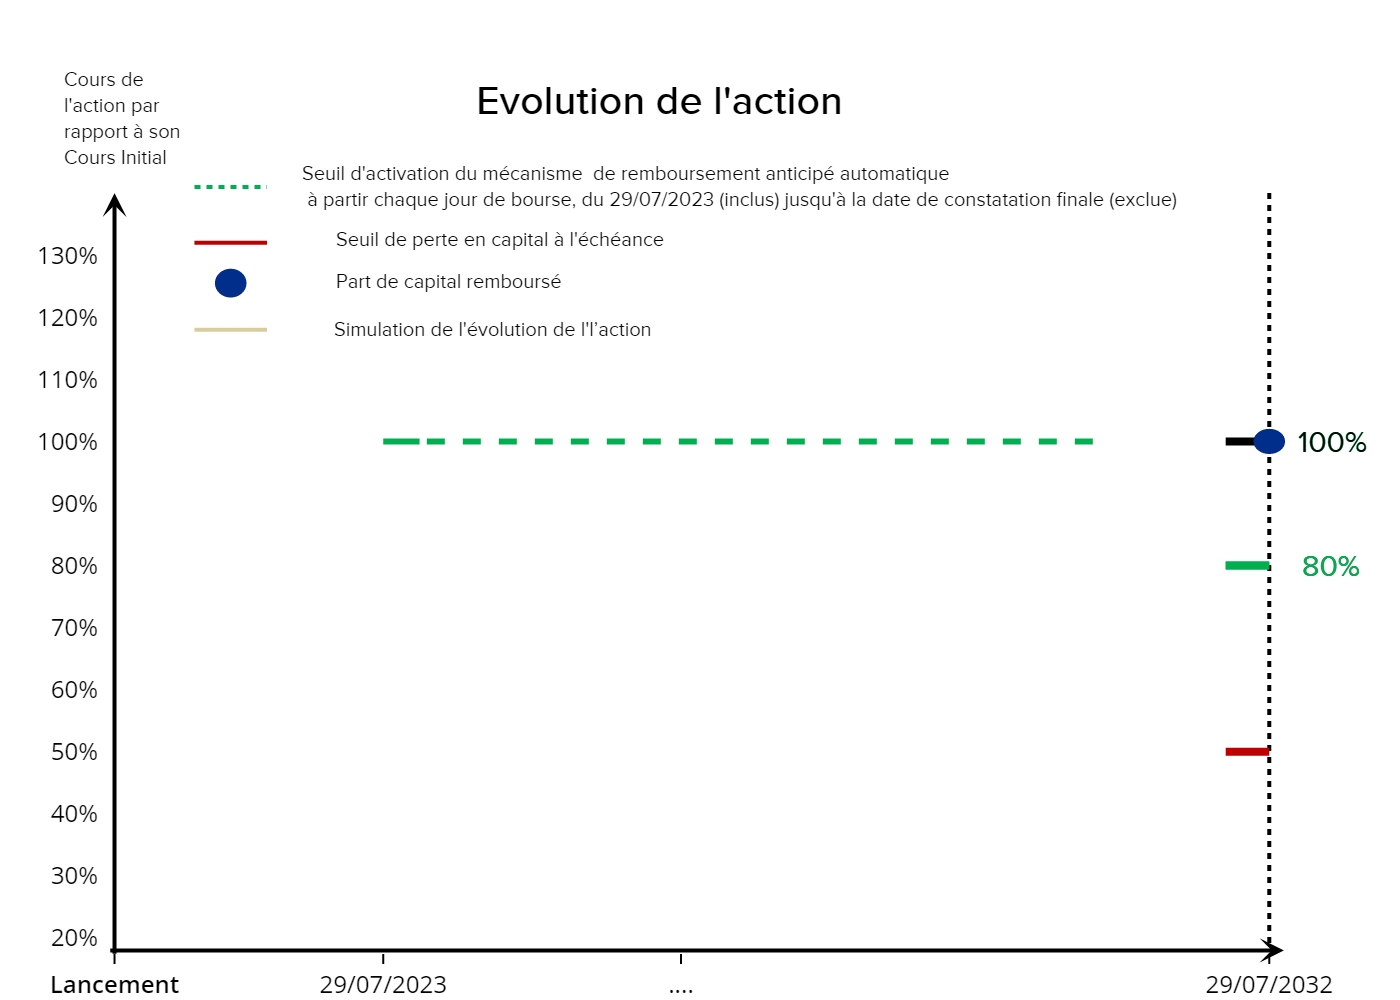 Cours de
l'action par
rapport à son
Cours Initial
Evolution de l'action
Seuil d'activation du mécanisme  de remboursement anticipé automatique
à partir chaque jour de bourse, du 29/07/2023 (inclus) jusqu'à la date de constatation finale (exclue)
Seuil de perte en capital à l'échéance
Part de capital remboursé
Simulation de l'évolution de l'l’action
130%
120%
110%
100%
100%
90%
80%
80%
70%
60%
50%
40%
30%
20%
Lancement
29/07/2023
....
29/07/2032